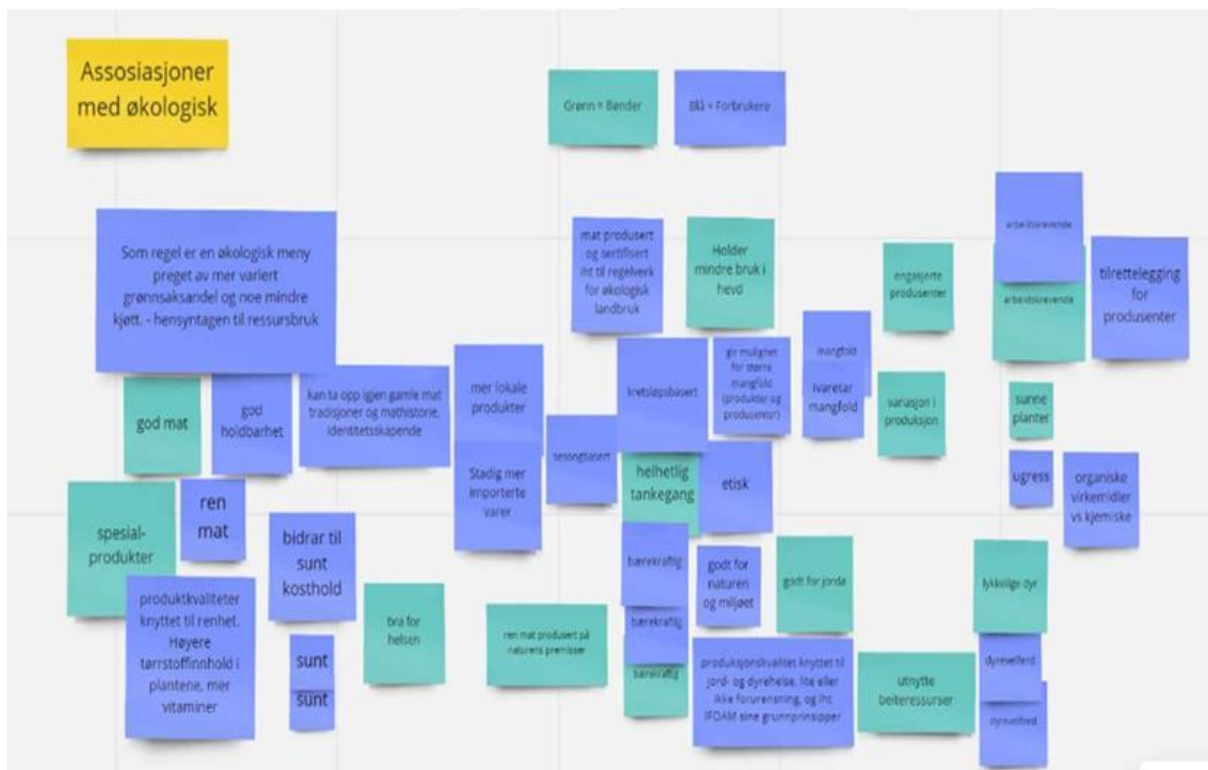 Assosiasjoner
med økologisk
Grønn = Bønder
Blå = Forbrukere
Som regel er en økologisk meny
preget av mer variert
grønnsaksandel og noe mindre
kjøtt. - hensyntagen til ressursbruk
mat produsert
og sertifisert
iht til regelverk
for økologisk
landbruk
Holder
mindre bruk i
hevd
engasjerte
produsenter
arbeidskrevende
arbeidskrevende
tilrettelegging
for
produsenter
god mat
god
holdbarhet
kan ta opp igjen gamle mat
tradisjoner og mathistorie,
identitetsskapende
mer lokale
produkter
Stadig mer
importerte
varer
sesongbasert
kretsløpsbasert
gir mulighet
for større
mangfold
(produkter og
produsenter)
mangfold
Ivaretar
mangfold
variasjon i
produksjon
sunne
planter
helhetlig
tankegang
etisk
ugress
organiske
virkemidler
vs kjemiske
spesial-
produkter
ren
mat
bidrar til
sunt
kosthold
produktkvaliteter
knyttet til renhet.
Høyere
tørrstoffinnhold i
plantene, mer
vitaminer
sunt
sunt
bra for
helsen
ren mat produsert på
naturens premisser
bærekraftig
bærekraftig
bærekraftig
godt for
naturen
og miljøet
godt for jorda
lykkelige dyr
produksjonskvalitet knyttet til
jord- og dyrehelse, lite eller
ikke forurensning, og iht
IFOAM sine grunnprinsipper
utnytte
beiteressurser
dyrevelferd
dyrevelfred